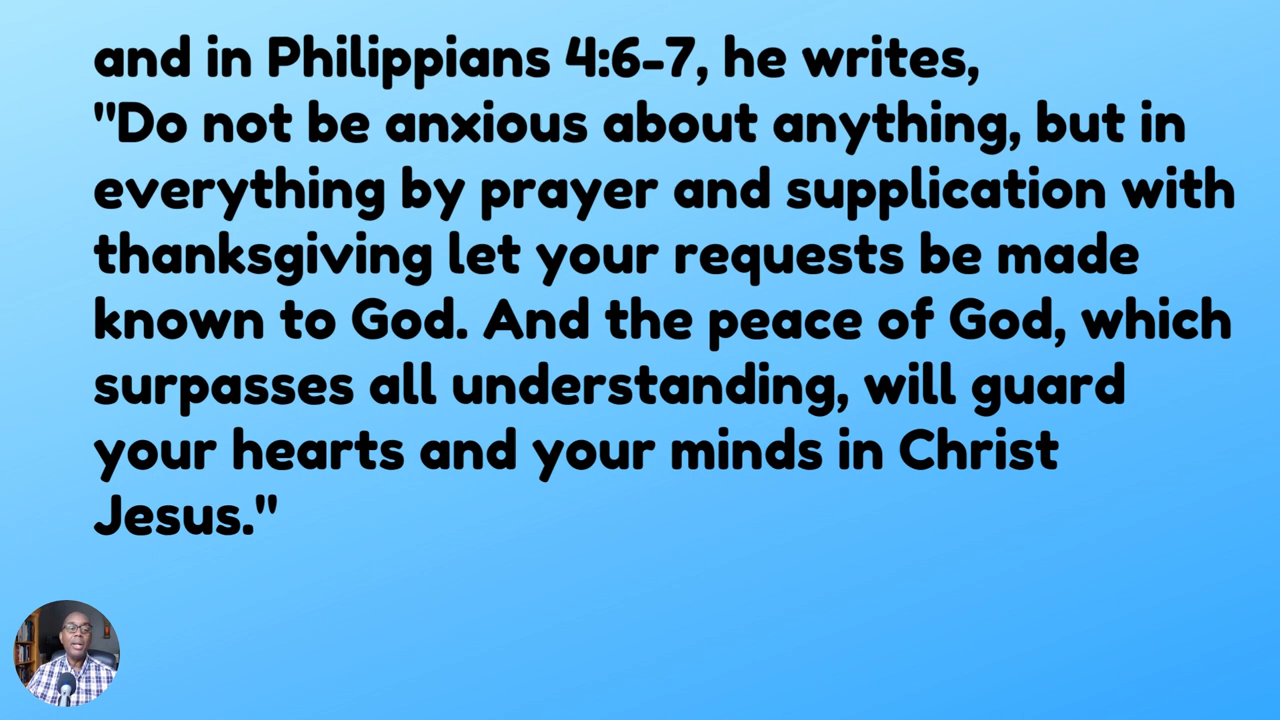 and in Philippians 4:6-7, he writes,
"Do not be anxious about anything, but in
everything by prayer and supplication with
thanksgiving let your requests be made
known to God. And the peace of God, which
surpasses all understanding, will guard
your hearts and your minds in Christ
Jesus."